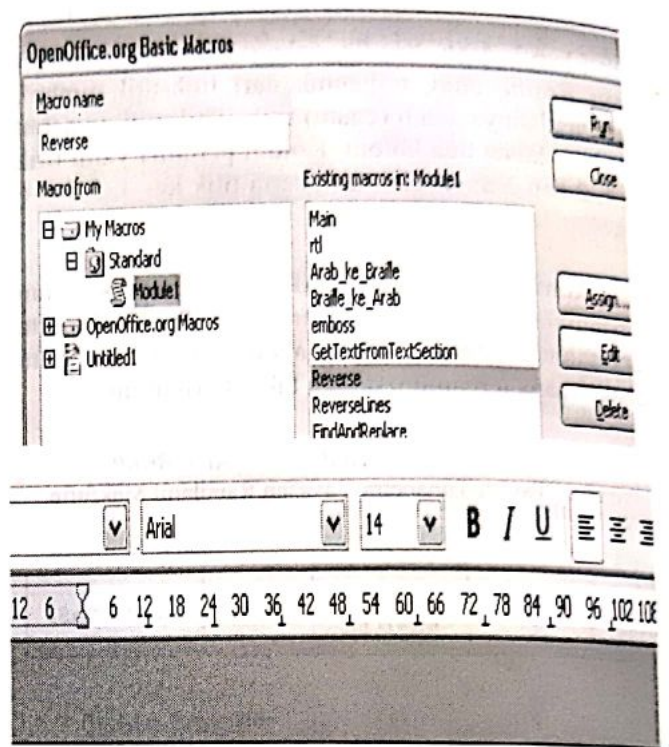 OpenOffice.org Basic Macros
Macro name
Reverse
Run
Close
Macro from
Existing macros in: Module1
My Macros
Standard
Module1
OpenOffice.org Macros
Untitled1
Main
rtl
Arab_ke_Braille
Braille_ke_Arab
emboss
GetTextFromTextSection
Reverse
ReverseLines
FindAndReplace
Assign...
Edit
Delete
Arial 14 B I U
12 6 6 12 18 24 30 36 42 48 54 60 66 72 78 84 90 96 102 108